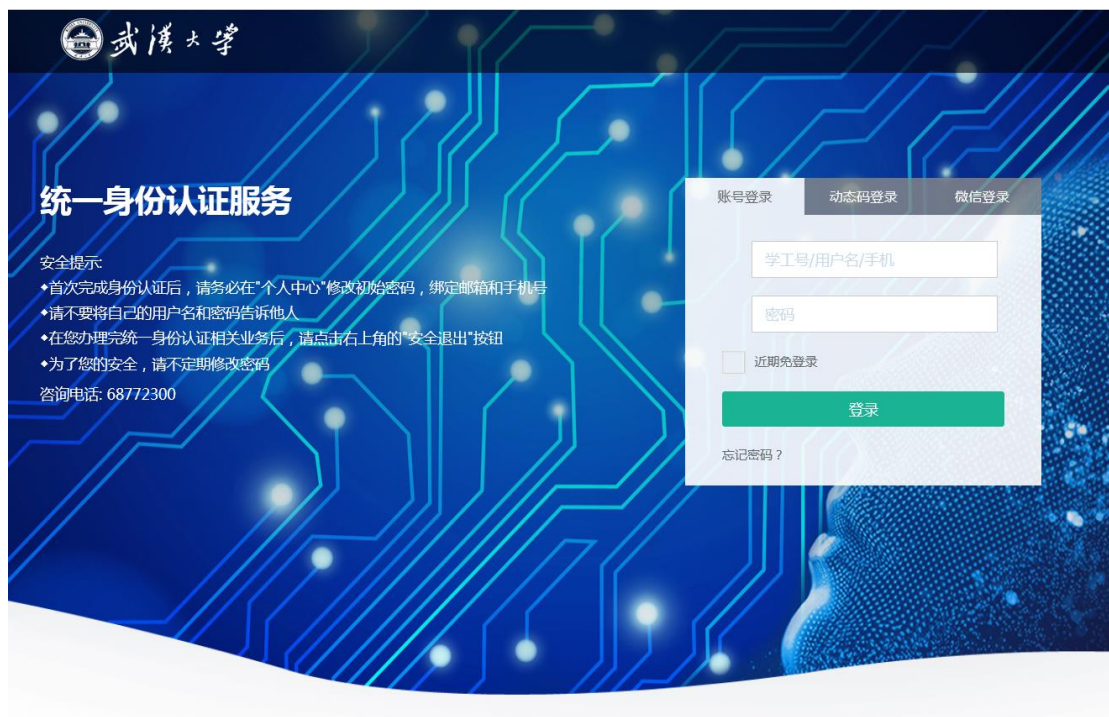 武漢大学
统一身份认证服务
安全提示:
◆首次完成身份认证后，请务必在"个人中心"修改初始密码，绑定邮箱和手机号
◆请不要将自己的用户名和密码告诉他人
◆在您办理完统一身份认证相关业务后，请点击右上角的"安全退出"按钮
◆为了您的安全，请不定期修改密码
咨询电话: 68772300
账号登录 动态码登录 微信登录
学工号/用户名/手机
密码
近期免登录
登录
忘记密码？